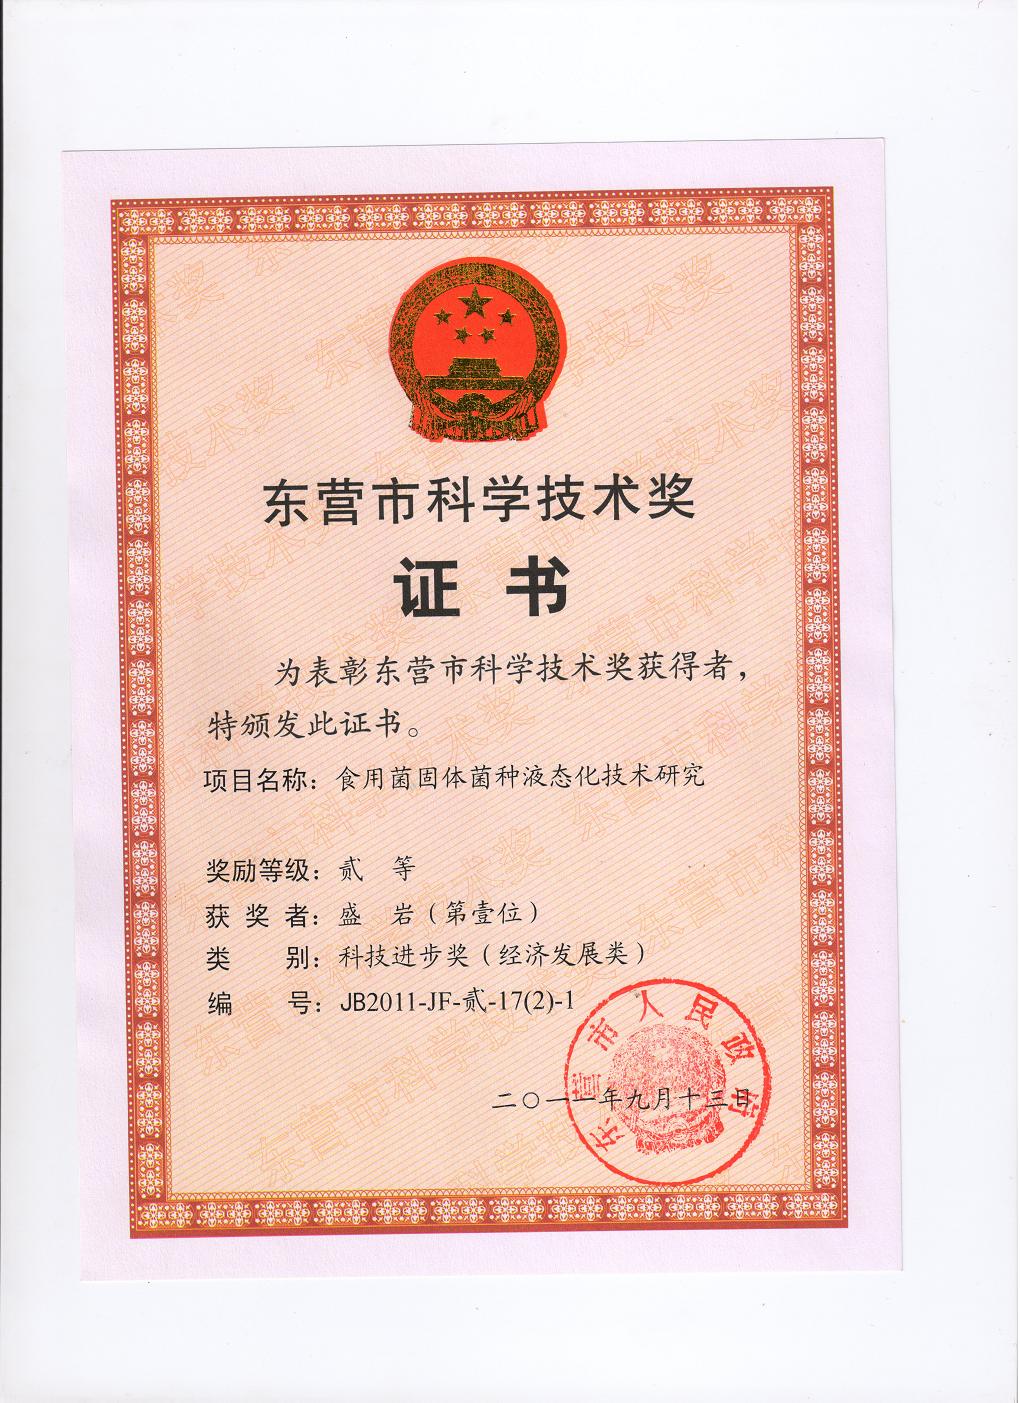 东营市科学技术奖
证 书
为表彰东营市科学技术奖获得者，
特颁发此证书。
项目名称：食用菌固体菌种液态化技术研究
奖励等级：贰 等
获 奖 者：盛 岩（第壹位）
类 别：科技进步奖（经济发展类）
编 号：JB2011-JF-贰-17(2)-1
二〇一一年九月十三日
东营市人民政府